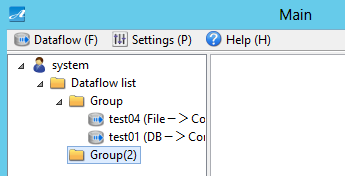 Main
Dataflow (F) Settings (P) Help (H)
system
Dataflow list
Group
test04 (File－＞Co
test01 (DB－＞Co
Group(2)